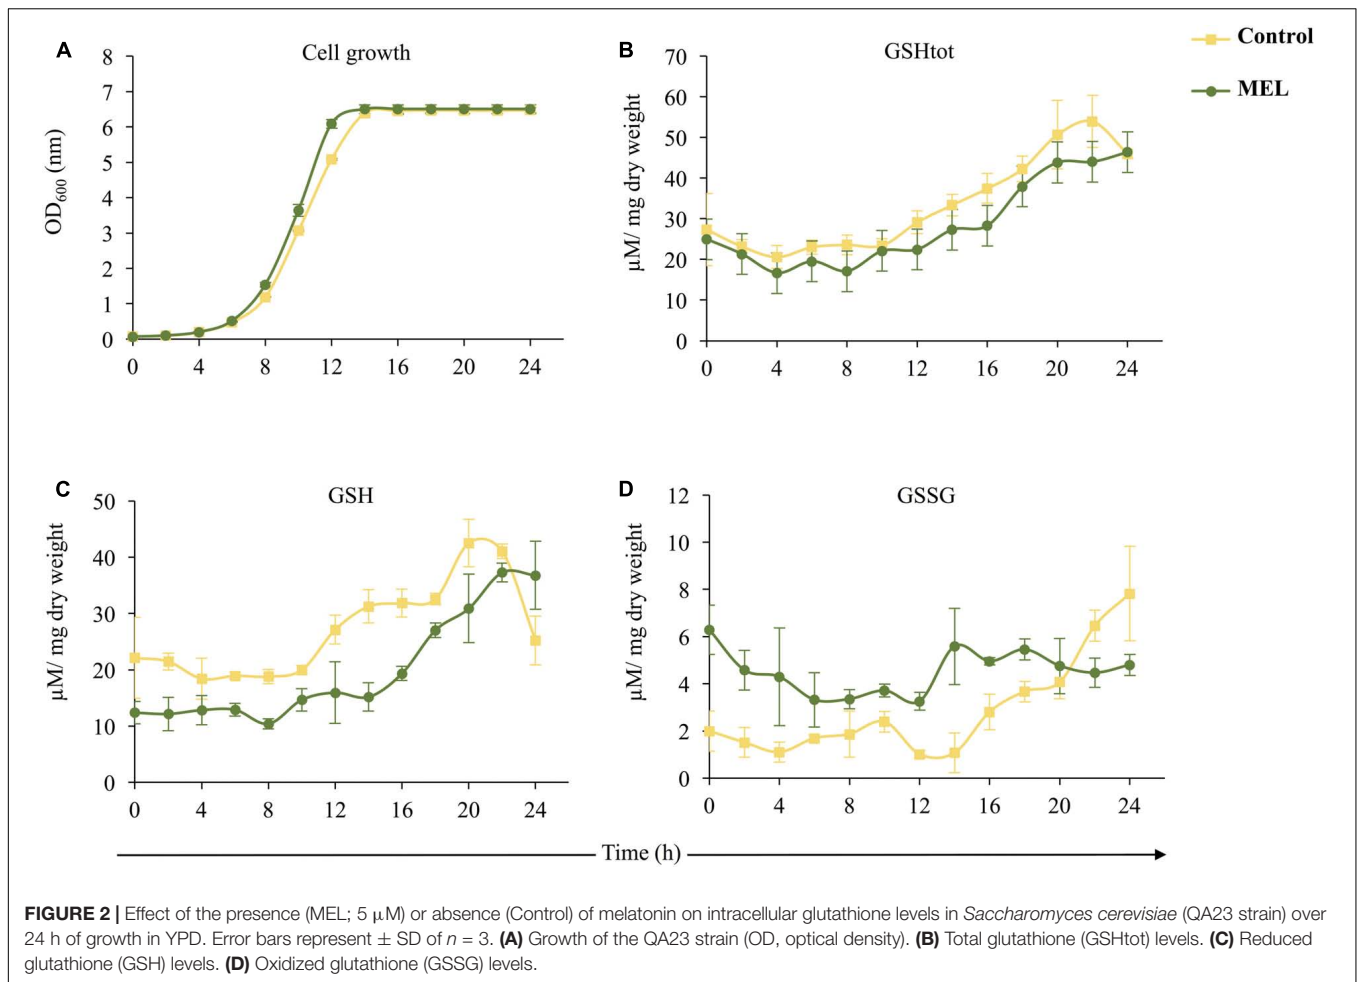 Control
MEL
A
Cell growth
8
7
6
5
4
3
2
1
0
OD600 (nm)
0 4 8 12 16 20 24
B
GSHtot
70
60
50
40
30
20
10
0
µM/ mg dry weight
0 4 8 12 16 20 24
C
GSH
50
40
30
20
10
0
µM/ mg dry weight
0 4 8 12 16 20 24
D
GSSG
12
10
8
6
4
2
0
µM/ mg dry weight
0 4 8 12 16 20 24
Time (h)
FIGURE 2 | Effect of the presence (MEL; 5 µM) or absence (Control) of melatonin on intracellular glutathione levels in Saccharomyces cerevisiae (QA23 strain) over
24 h of growth in YPD. Error bars represent ± SD of n = 3. (A) Growth of the QA23 strain (OD, optical density). (B) Total glutathione (GSHtot) levels. (C) Reduced
glutathione (GSH) levels. (D) Oxidized glutathione (GSSG) levels.